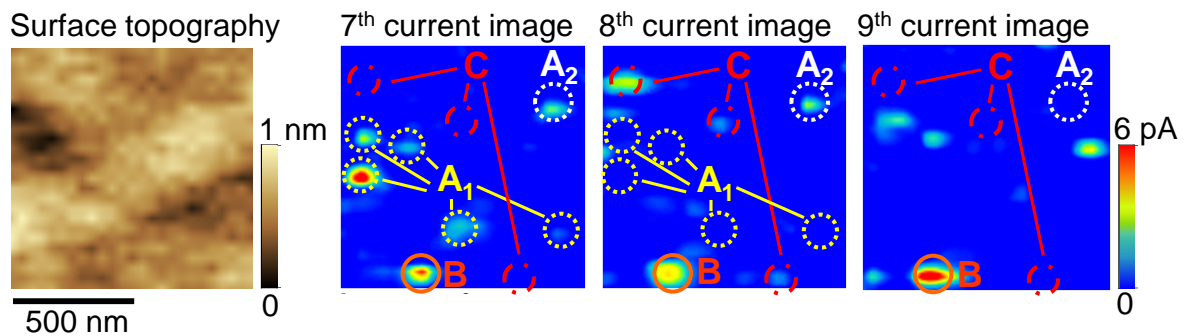 Surface topography
1 nm
0
500 nm
7th current image
C
A2
A1
B
8th current image
C
A2
A1
B
9th current image
C
A2
B
6 pA
0